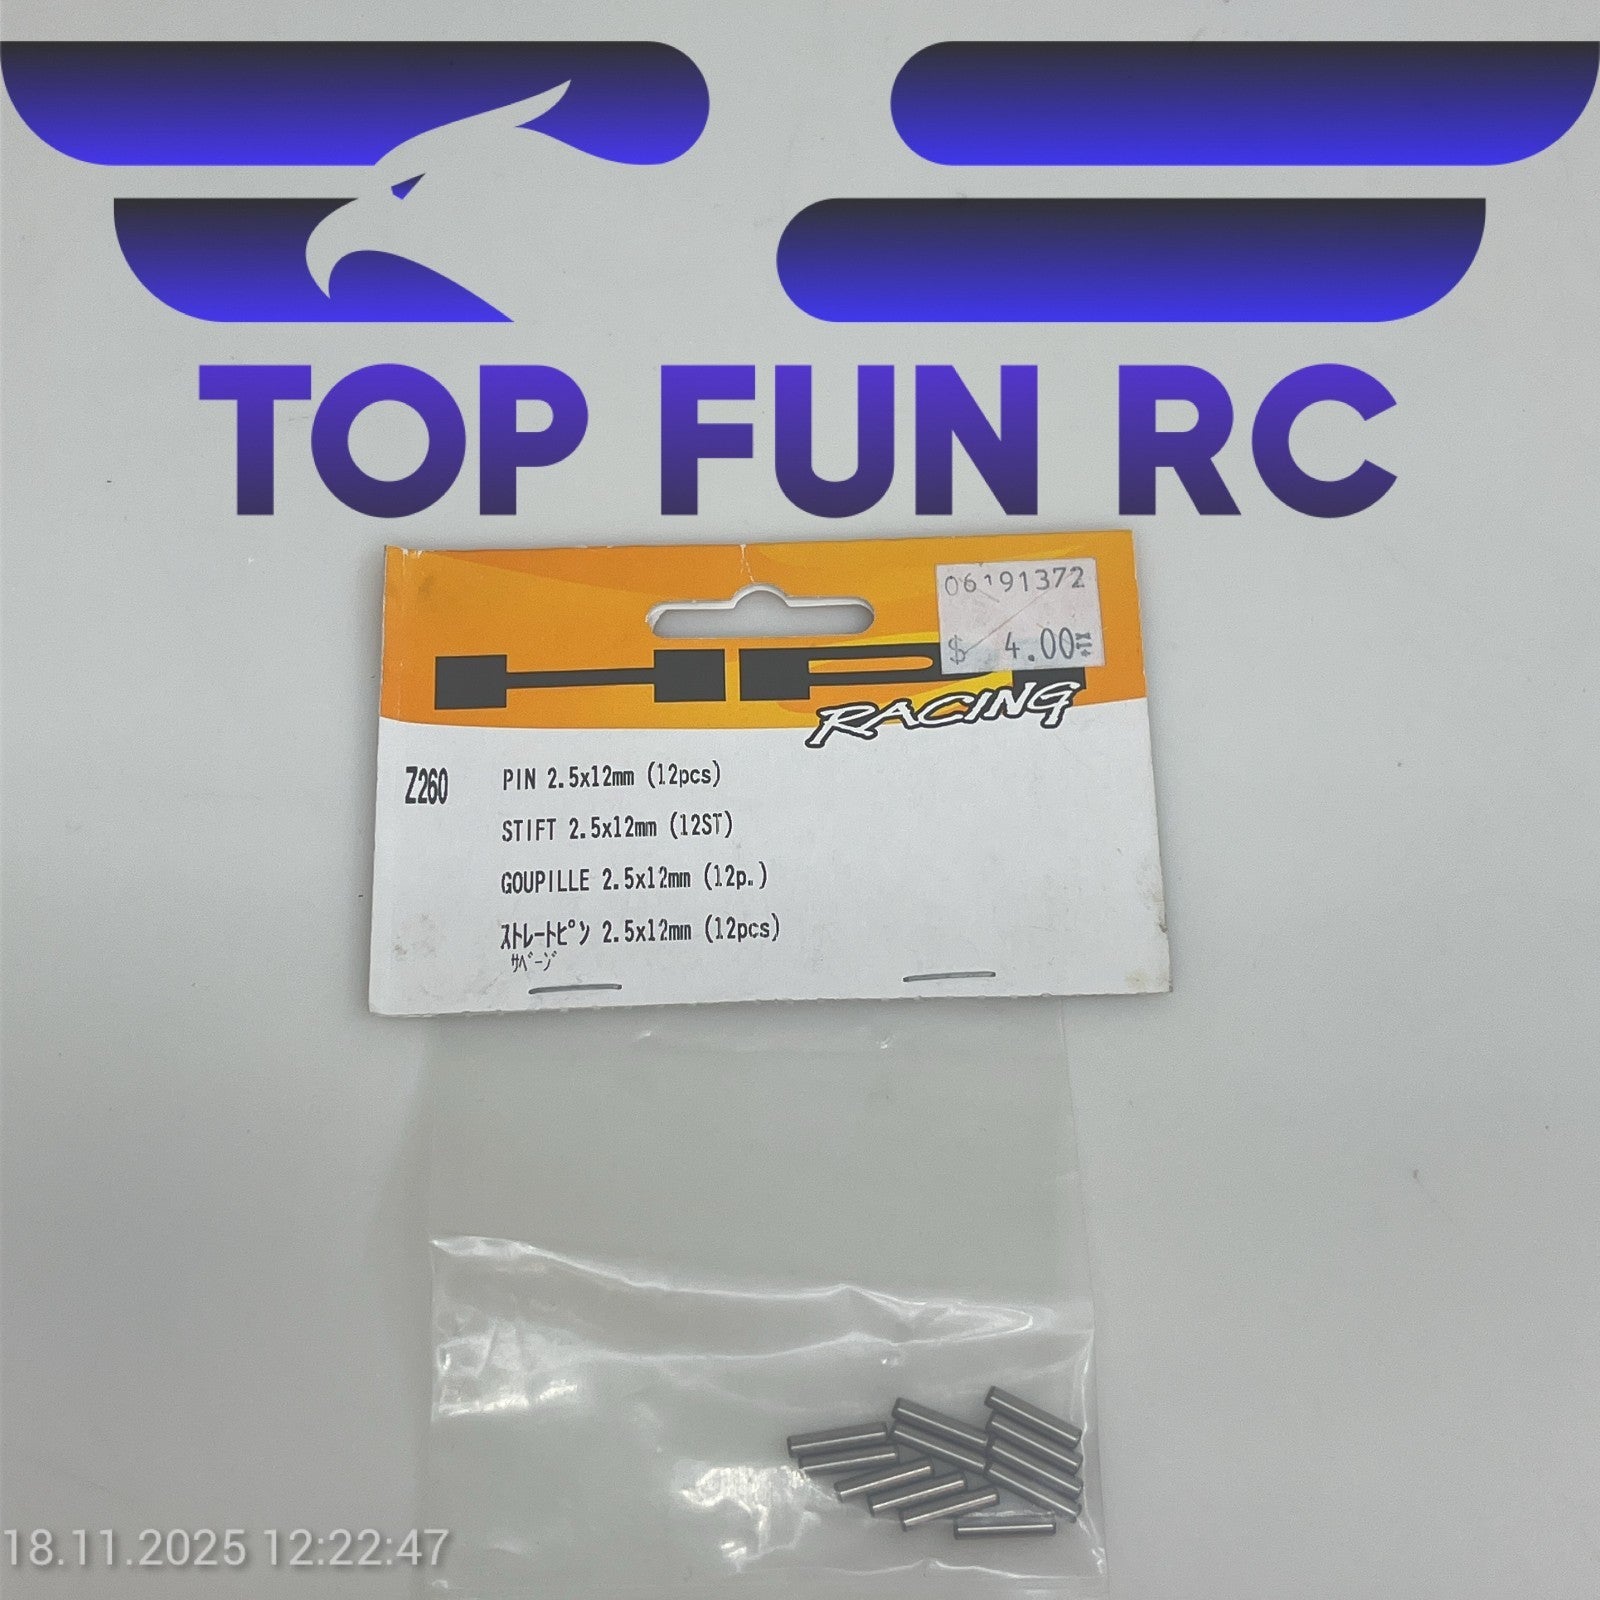 TOP FUN RC
06191372
$ 4.00
HPI
RACING
Z260
PIN 2.5x12mm (12pcs)
STIFT 2.5x12mm (12ST)
GOUPILLE 2.5x12mm (12p.)
ストレートピン 2.5x12mm (12pcs)
サベージ
18.11.2025 12:22:47